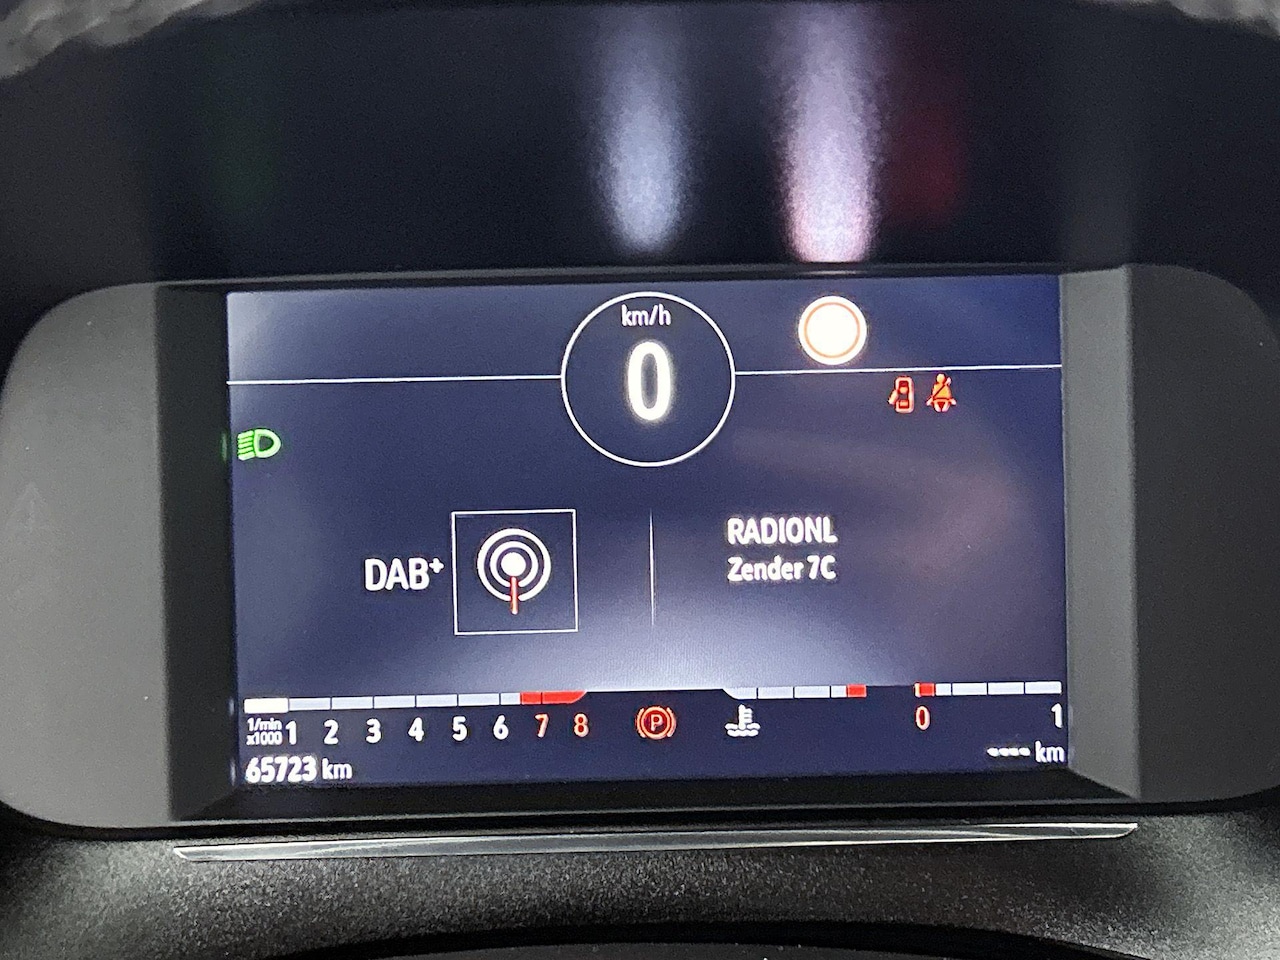 km/h
0
DAB+
RADIONL
Zender 7C
1/min
x1000
1 2 3 4 5 6 7 8
P
0 1
65723 km
---- km